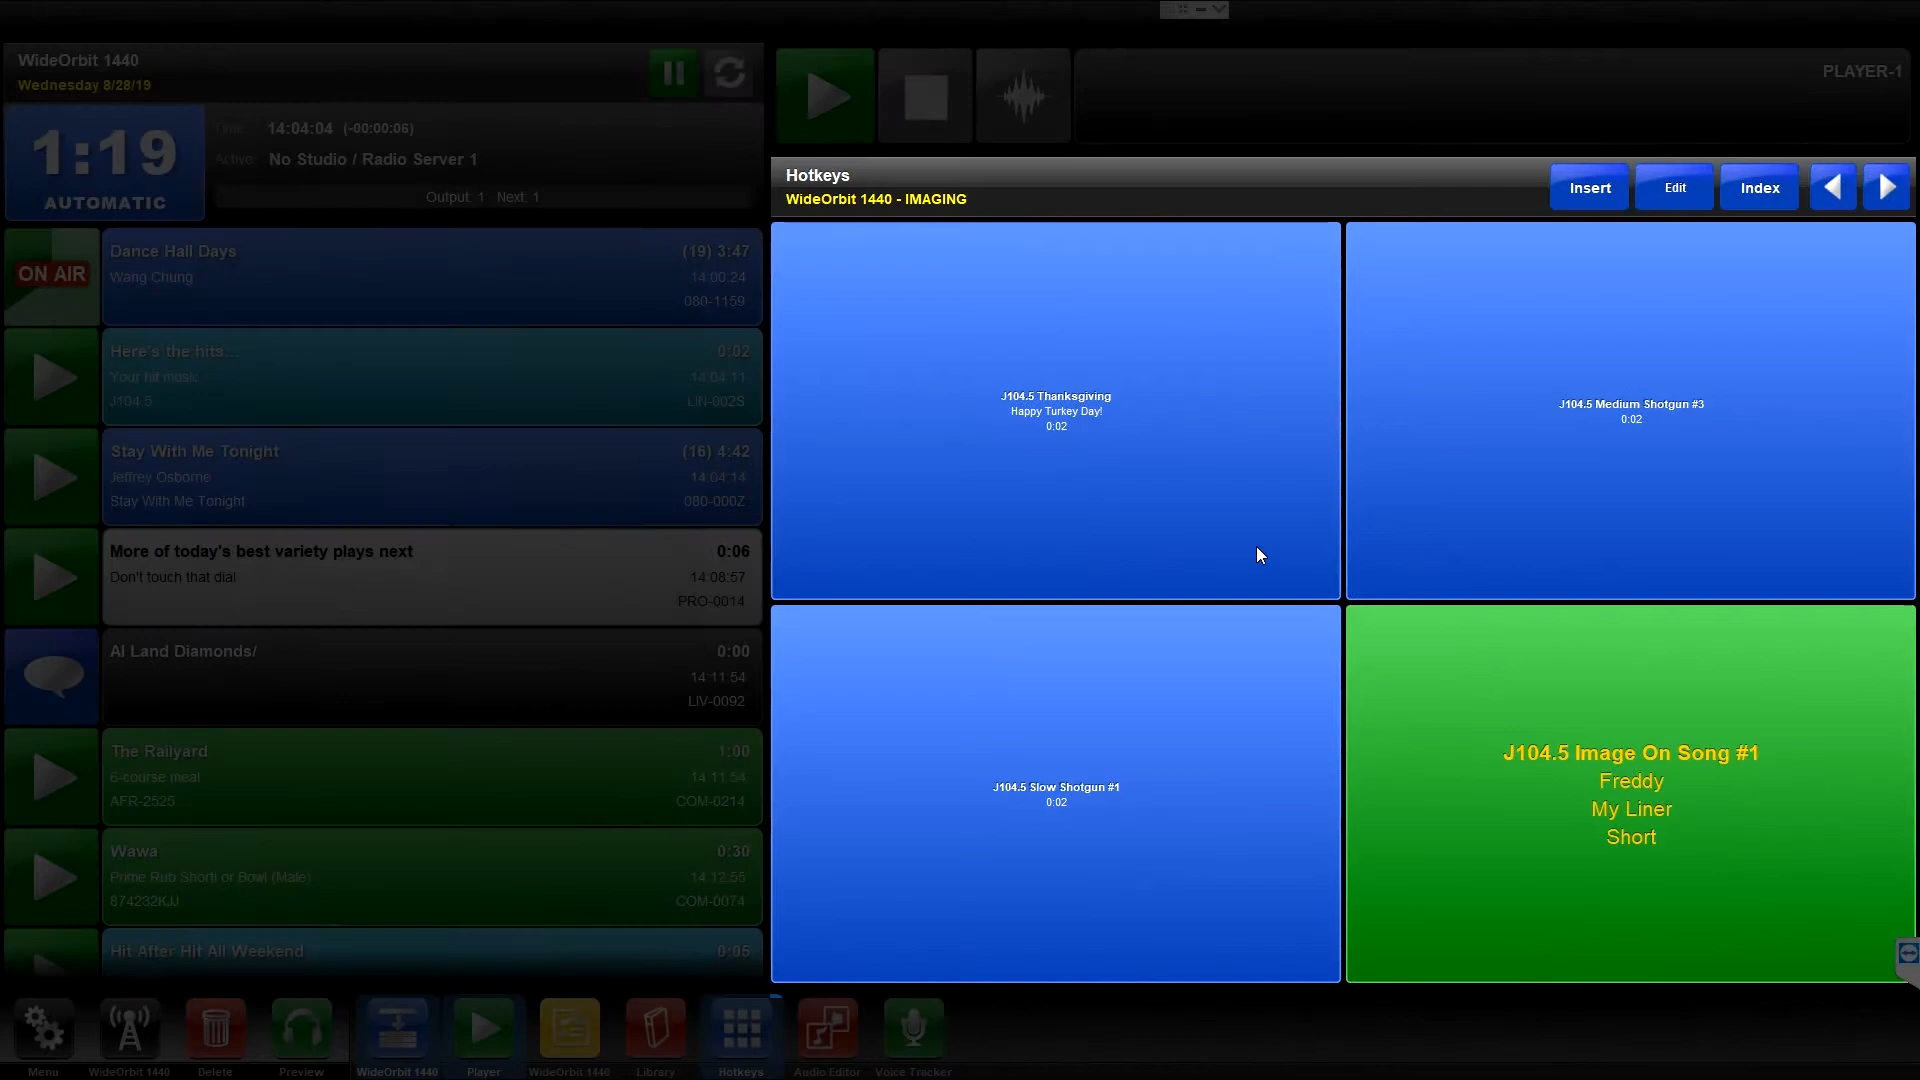 WideOrbit 1440
Wednesday 8/28/19
1:19
AUTOMATIC
Time: 14:04:04 (-00:00:06)
Active: No Studio / Radio Server 1
Output: 1 Next: 1
ON AIR
Dance Hall Days (19) 3:47
Wang Chung 14:00:24
080-1159
Here's the hits... 0:02
Your hit music 14:04:11
J104.5 LIN-002S
Stay With Me Tonight (16) 4:42
Jeffrey Osborne 14:04:14
Stay With Me Tonight 080-000Z
More of today's best variety plays next 0:06
Don't touch that dial 14:08:57
PRO-0014
Al Land Diamonds/ 0:00
14:11:54
LIV-0092
The Railyard 1:00
6-course meal 14:11:54
AFR-2525 COM-0214
Wawa 0:30
Prime Rub Shorti or Bowl (Male) 14:12:55
874232KJJ COM-0074
Hit After Hit All Weekend 0:05
PLAYER-1
Hotkeys
WideOrbit 1440 - IMAGING
Insert Edit Index
J104.5 Thanksgiving
Happy Turkey Day!
0:02
J104.5 Medium Shotgun #3
0:02
J104.5 Slow Shotgun #1
0:02
J104.5 Image On Song #1
Freddy
My Liner
Short
Menu WideOrbit 1440 Delete Preview WideOrbit 1440 Player WideOrbit 1440 Library Hotkeys Audio Editor Voice Tracker